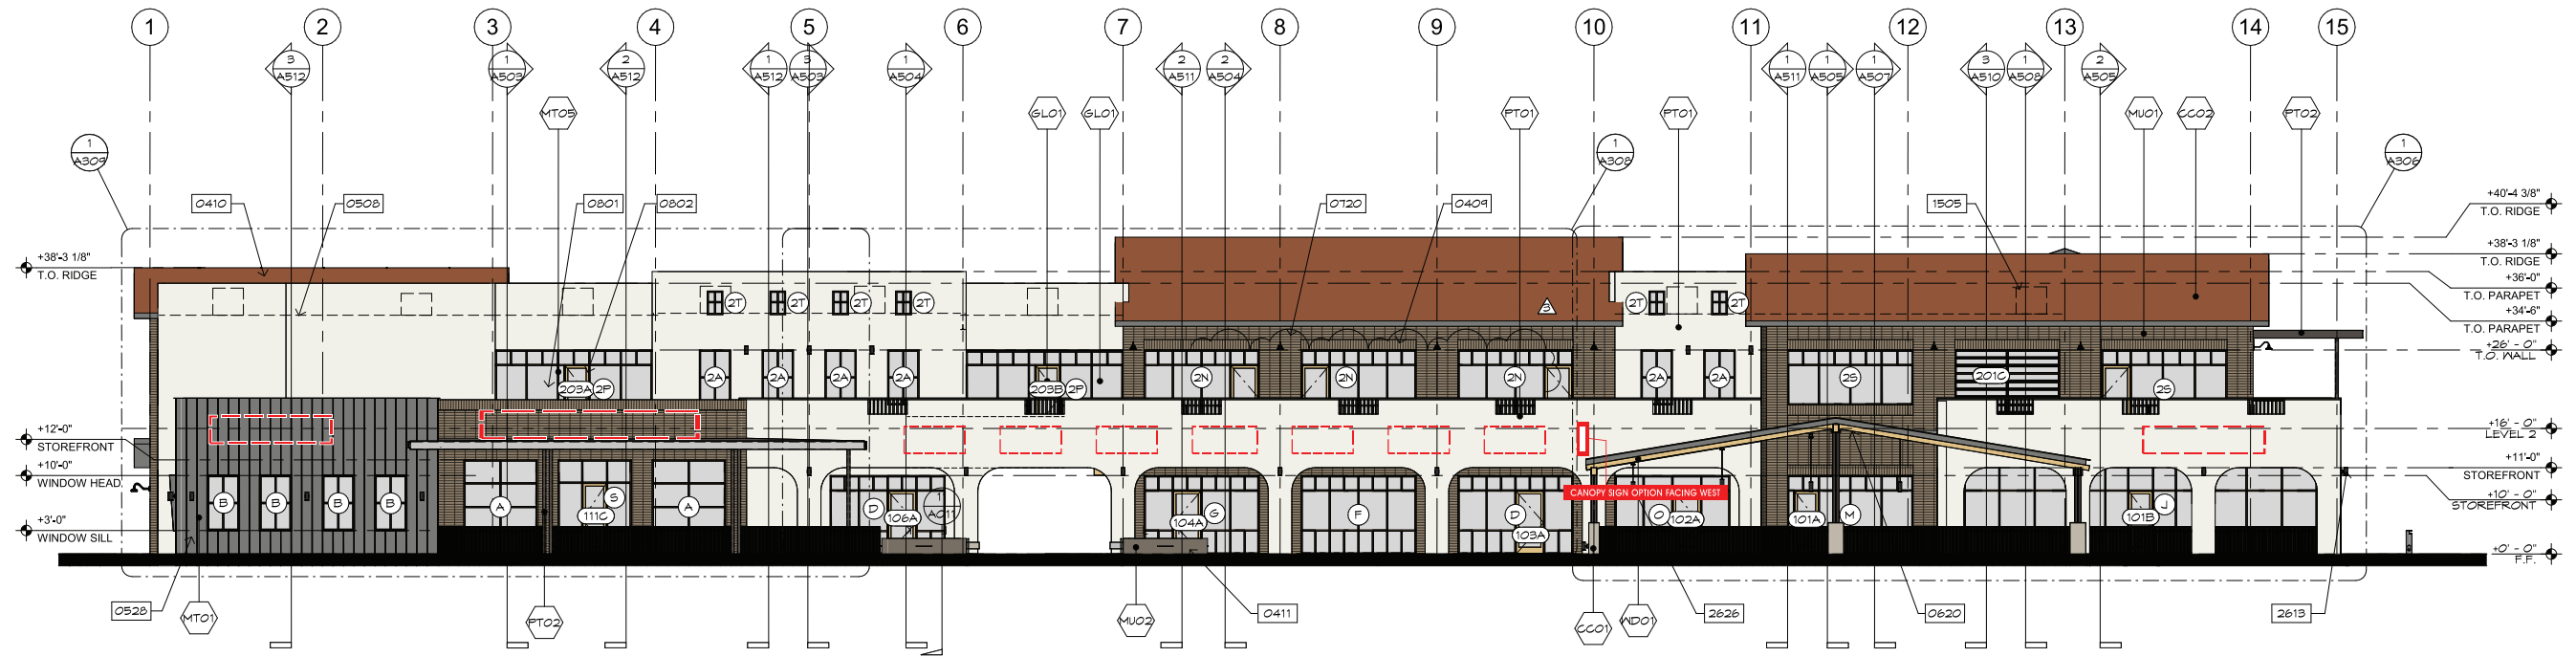 1 2 3 4 5 6 7 8 9 10 11 12 13 14 15
3 1 2 1 3 1 2 2 1 1 1 3 1 2
A512 A503 A512 A512 A503 A504 A511 A504 A511 A505 A507 A510 A508 A505
MT05 GL01 GL01 PT01 PT01 MU01 CC02 PT02
1 1 1
A309 A308 A306
0410 0508 0801 0802 0720 0409 1505
+40'-4 3/8"
T.O. RIDGE
+38'-3 1/8" +38'-3 1/8"
T.O. RIDGE T.O. RIDGE
+36'-0"
T.O. PARAPET
2T 2T 2T 2T 3 2T 2T
+34'-6"
T.O. PARAPET
+26' - 0"
T.O. WALL
2A 2A 2A 2A 2N 2N 2N 2A 2A 2S 201C 2S
203A 2P 203B 2P
+12'-0" +16' - 0"
STOREFRONT LEVEL 2
+10'-0" +11'-0"
WINDOW HEAD STOREFRONT
CANOPY SIGN OPTION FACING WEST
+10' - 0"
STOREFRONT
B B B B A S A D A017 G F D O M J
111C 106A 104A 103A 102A 101A 101B
+3'-0"
WINDOW SILL
+0' - 0"
F.F.
0528 MT01 PT02 MU02 0411 CC01 WD01 2626 0620 2613